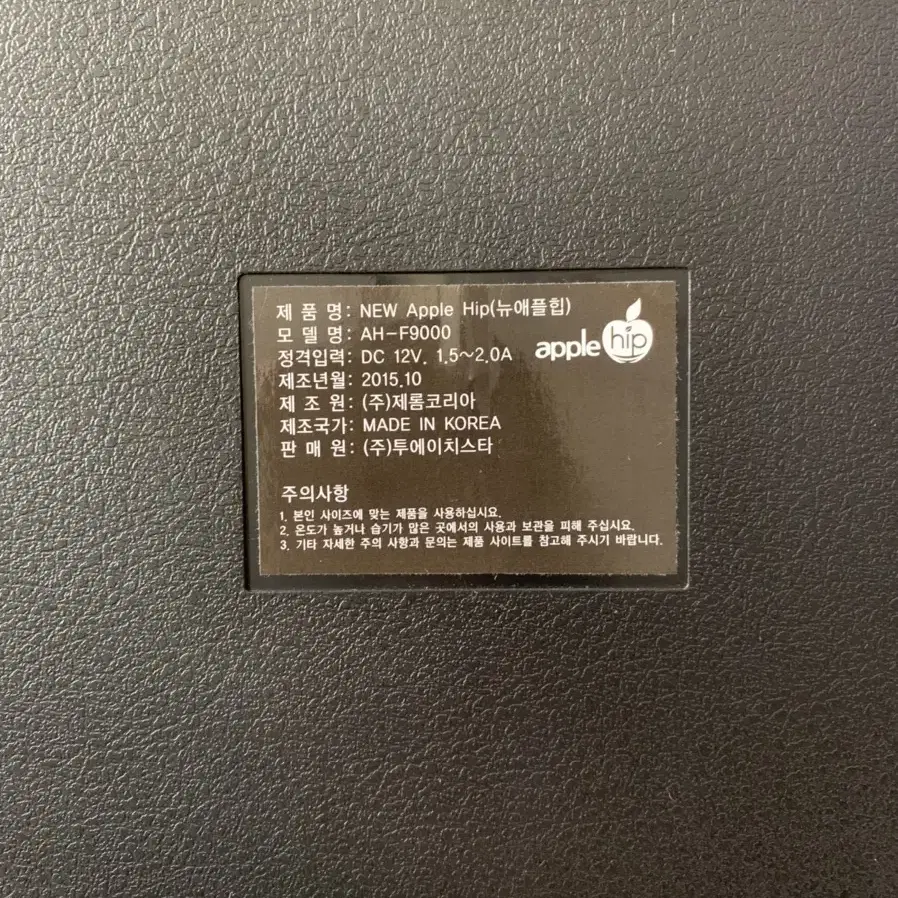 제 품 명: NEW Apple Hip(뉴애플힙)
모 델 명: AH-F9000
정격입력: DC 12V. 1.5~2.0A
제조년월: 2015.10
제 조 원: (주)제롬코리아
제조국가: MADE IN KOREA
판 매 원: (주)투에이치스타
apple hip
주의사항
1. 본인 사이즈에 맞는 제품을 사용하십시요.
2. 온도가 높거나 습기가 많은 곳에서의 사용과 보관을 피해 주십시요.
3. 기타 자세한 주의 사항과 문의는 제품 사이트를 참고해 주시기 바랍니다.